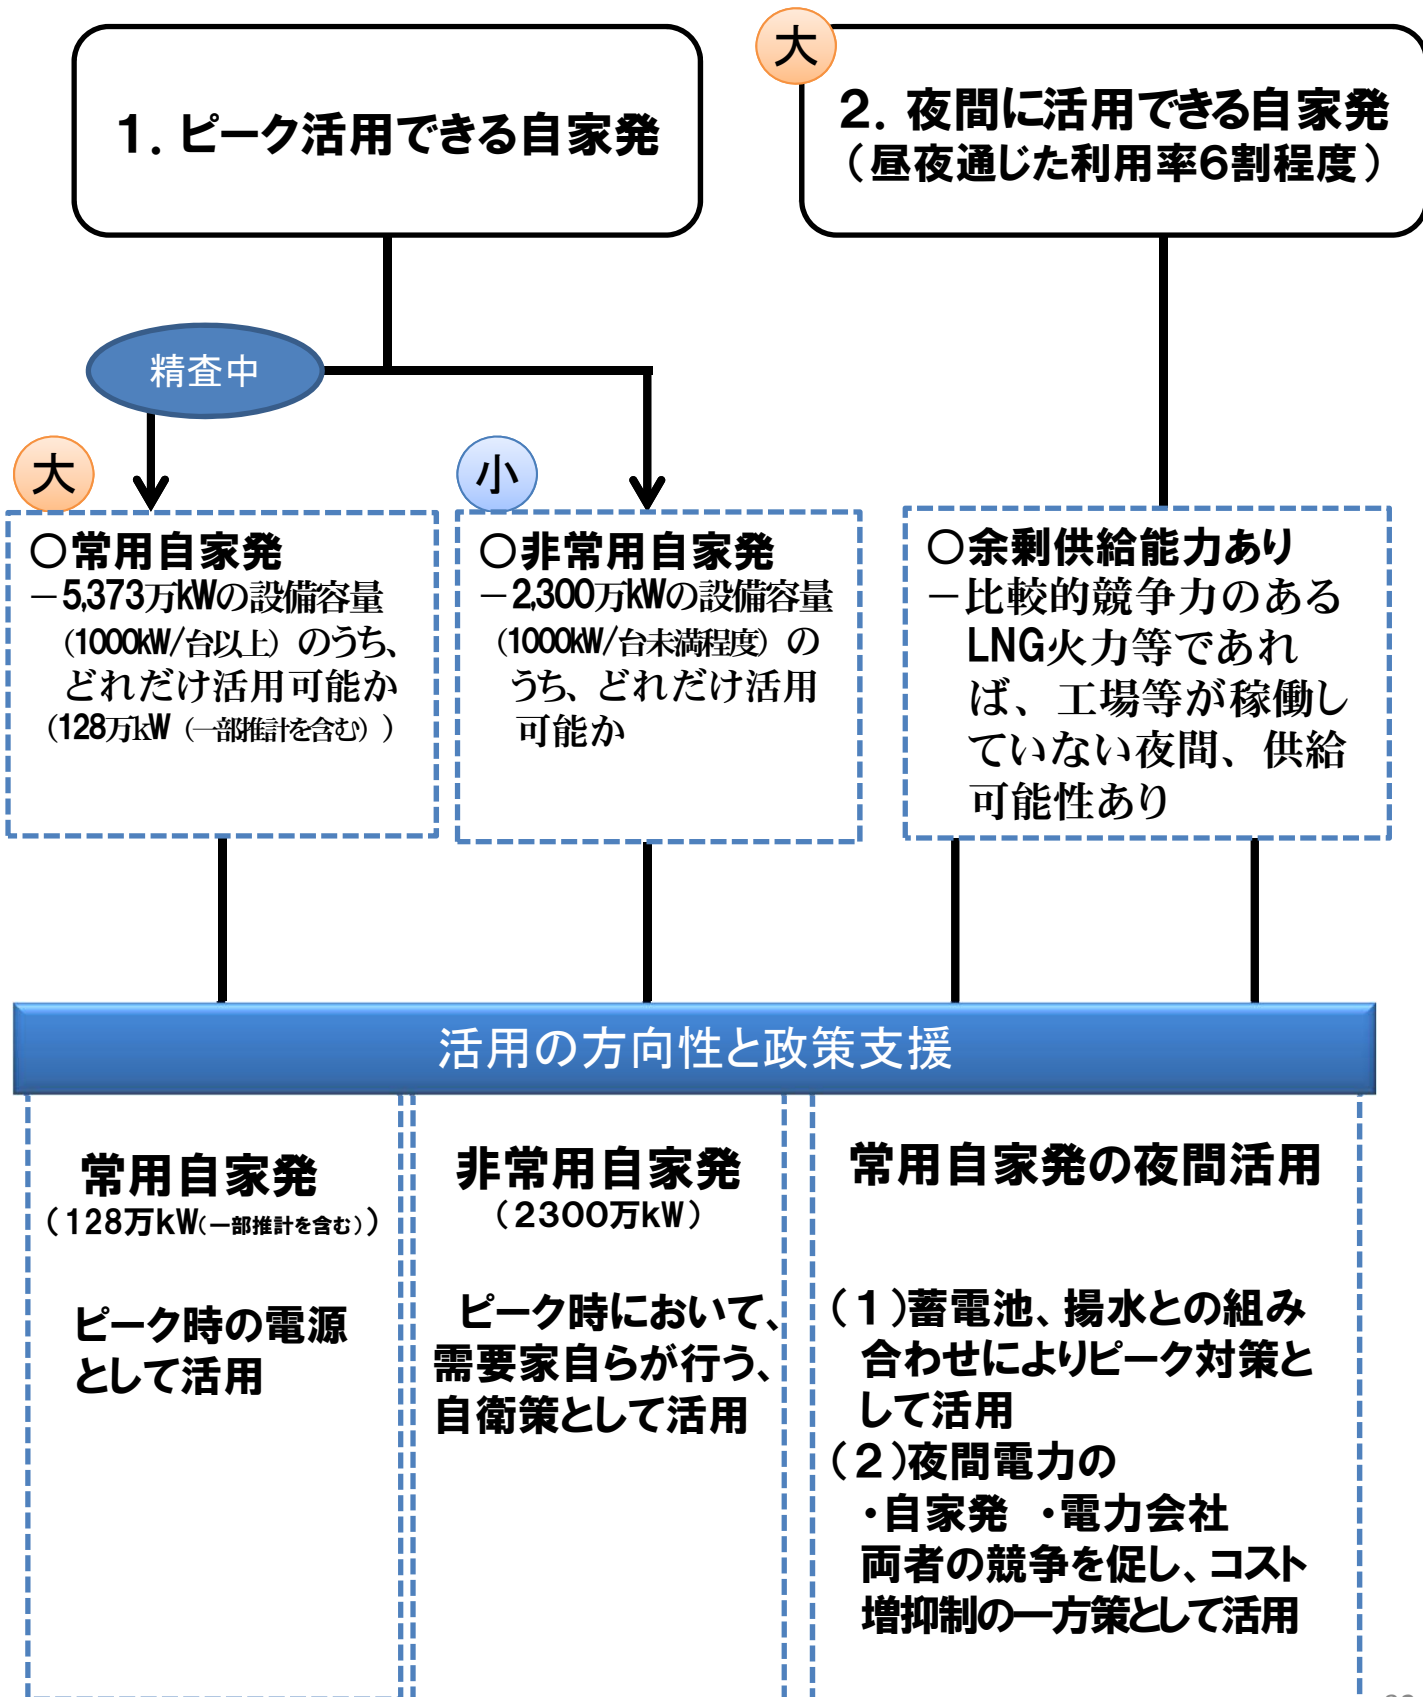 1．ピーク活用できる自家発
大
2．夜間に活用できる自家発
（昼夜通じた利用率6割程度）
精査中
大
○常用自家発
－5,373万kWの設備容量
（1000kW/台以上）のうち、
どれだけ活用可能か
（128万kW（一部推計を含む））
小
○非常用自家発
－2,300万kWの設備容量
（1000kW/台未満程度）の
うち、どれだけ活用
可能か
○余剰供給能力あり
－比較的競争力のある
LNG火力等であれ
ば、工場等が稼働し
ていない夜間、供給
可能性あり
活用の方向性と政策支援
常用自家発
（128万kW（一部推計を含む））
ピーク時の電源
として活用
非常用自家発
（2300万kW）
ピーク時において、
需要家自らが行う、
自衛策として活用
常用自家発の夜間活用
（1）蓄電池、揚水との組み
合わせによりピーク対策と
して活用
（2）夜間電力の
・自家発　・電力会社
両者の競争を促し、コスト
増抑制の一方策として活用